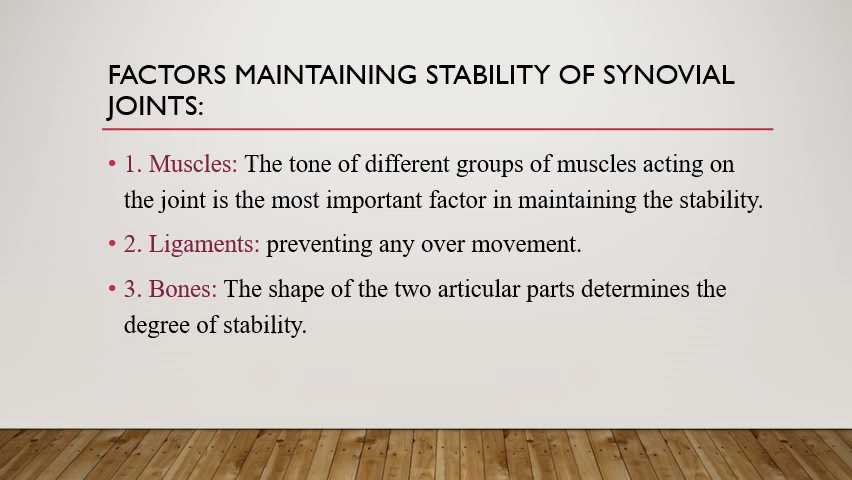 FACTORS MAINTAINING STABILITY OF SYNOVIAL
JOINTS:
• 1. Muscles: The tone of different groups of muscles acting on
the joint is the most important factor in maintaining the stability.
• 2. Ligaments: preventing any over movement.
• 3. Bones: The shape of the two articular parts determines the
degree of stability.